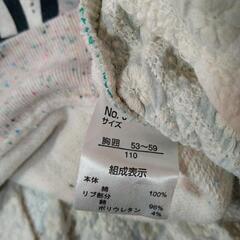 No.
サイズ
胸囲 53～59
110
組成表示
本体
綿 100%
リブ部分
綿 96%
ポリウレタン 4%